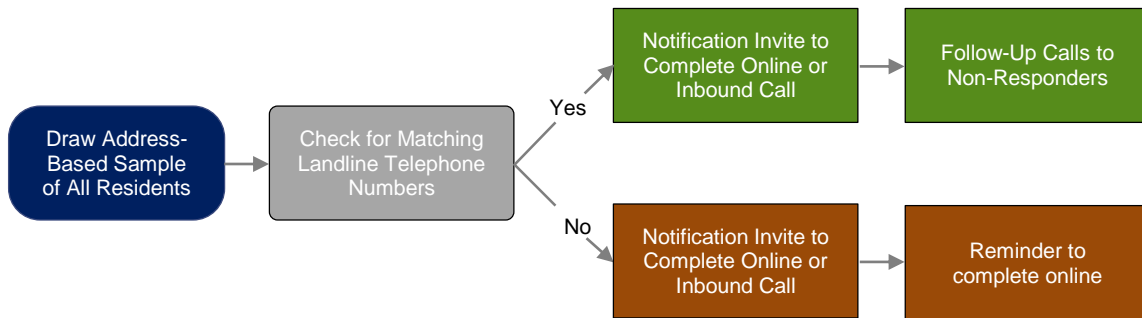 Draw Address-
Based Sample
of All Residents
Check for Matching
Landline Telephone
Numbers
Yes
Notification Invite to
Complete Online or
Inbound Call
Follow-Up Calls to
Non-Responders
No
Notification Invite to
Complete Online or
Inbound Call
Reminder to
complete online